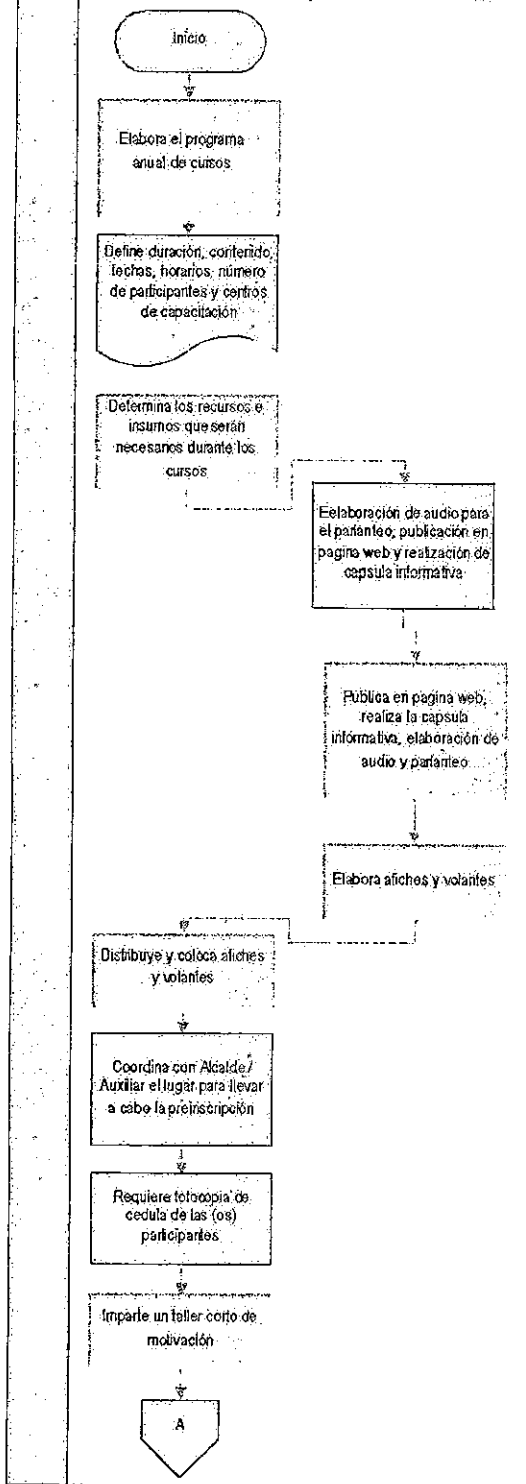 Inicio
Elabora el programa
anual de cursos
Define duración, contenido,
fechas, horarios, número
de participantes y centros
de capacitación
Determina los recursos e
insumos que serán
necesarios durante los
cursos
Eelaboración de audio para
el parlanteo, publicación en
pagina web y realización de
capsula informativa
Publica en pagina web,
realiza la capsula
informativa, elaboración de
audio y parlanteo
Elabora afiches y volantes
Distribuye y coloca afiches
y volantes
Coordina con Alcalde /
Auxiliar el lugar para llevar
a cabo la preinscripción
Requiere fotocopia de
cedula de las (os)
participantes
Imparte un taller corto de
motivación
A